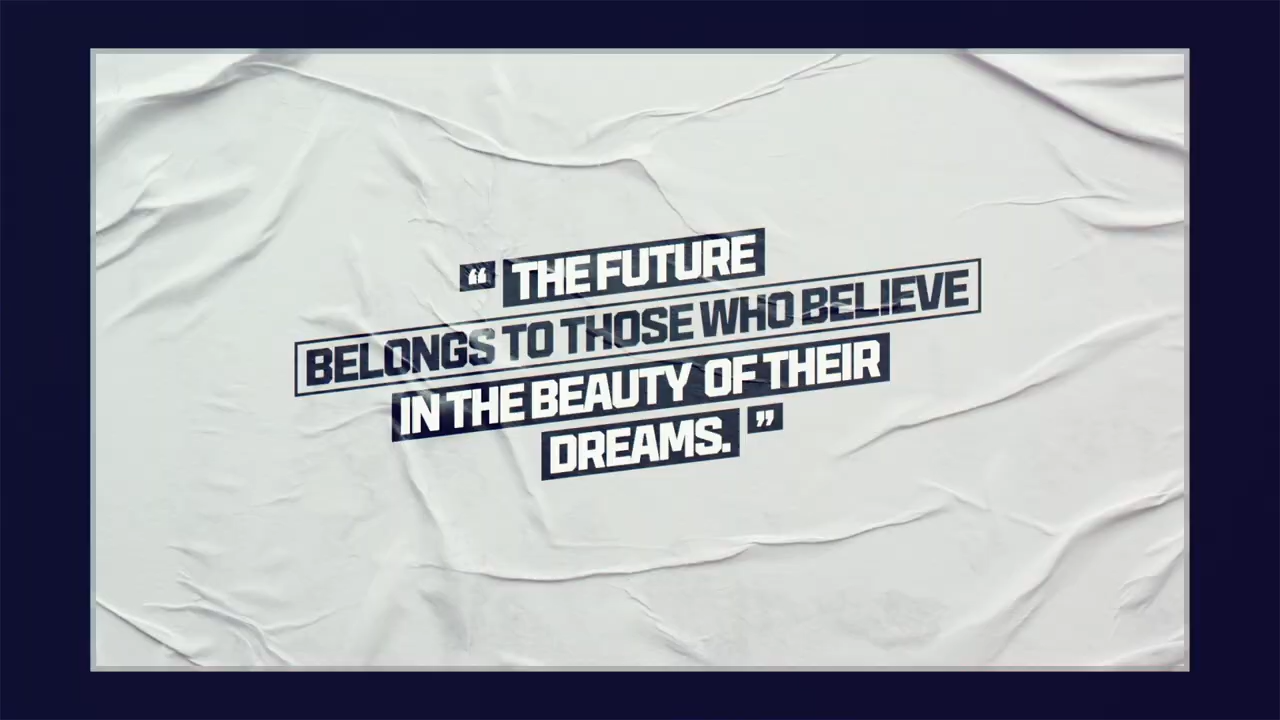 “ THE FUTURE
BELONGS TO THOSE WHO BELIEVE
IN THE BEAUTY OF THEIR
DREAMS. ”